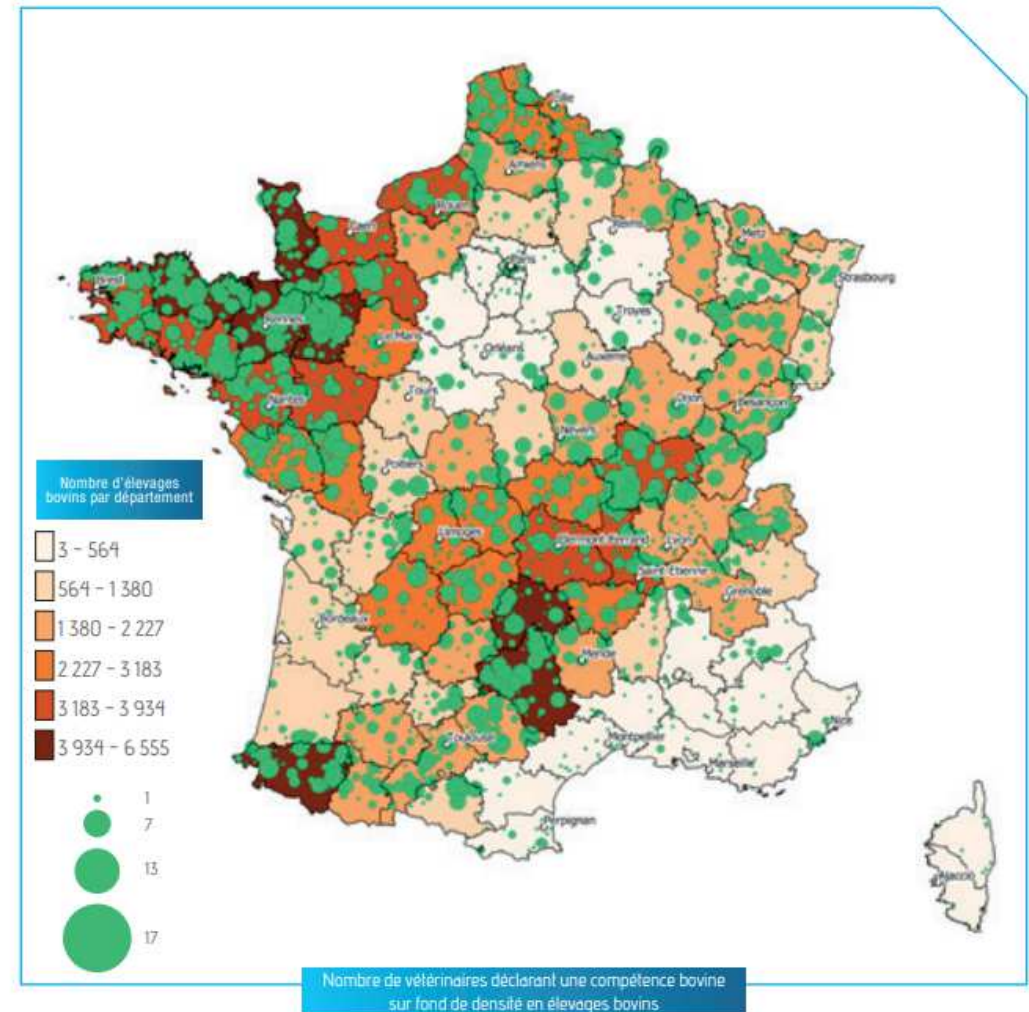 Lille
Amiens
Rouen
Caen
Reims
Metz
Paris
Strasbourg
Brest
Rennes
Troyes
Le Mans
Orléans
Auxerre
Tours
Nantes
Dijon
Besançon
Nevers
Poitiers
Nombre d'élevages
bovins par département
3 - 564
564 - 1 380
1 380 - 2 227
2 227 - 3 183
3 183 - 3 934
3 934 - 6 555
1
7
13
17
Limoges
Clermont-Ferrand
Lyon
Saint-Etienne
Grenoble
Bordeaux
Mende
Toulouse
Montpellier
Nice
Marseille
Perpignan
Ajaccio
Nombre de vétérinaires déclarant une compétence bovine
sur fond de densité en élevages bovins